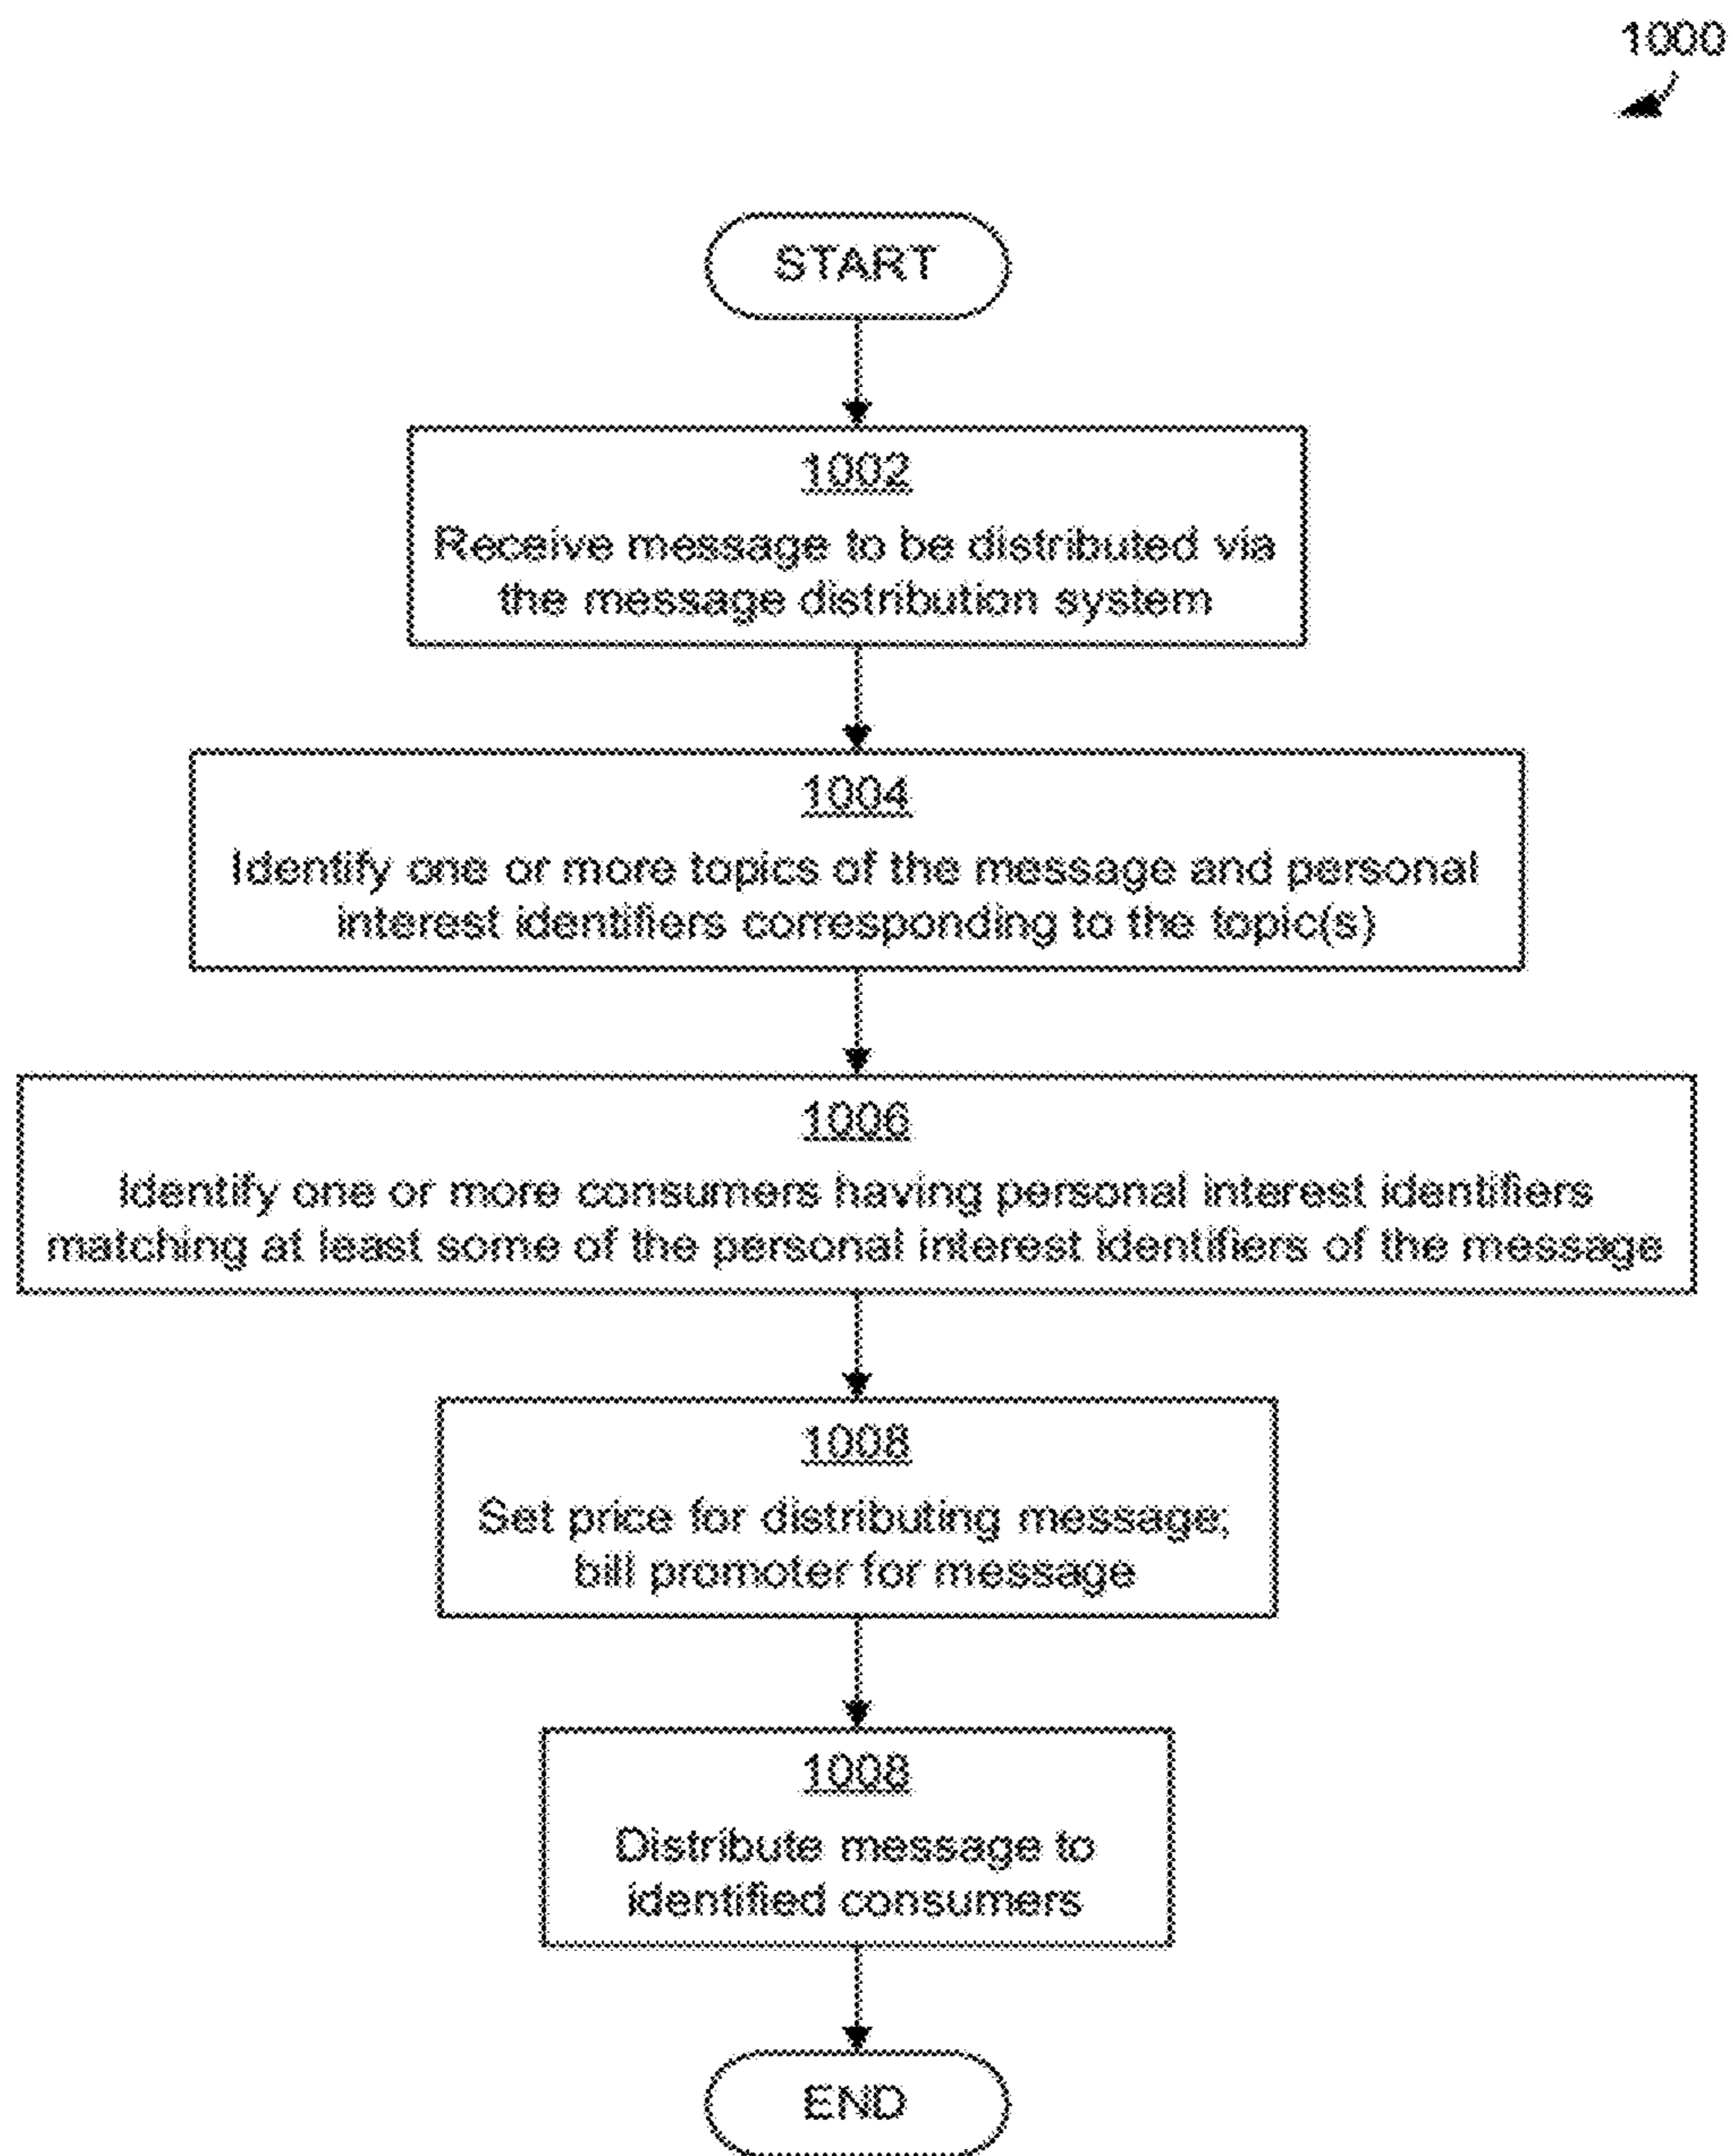 1000
START
1002
Receive message to be distributed via
the message distribution system
1004
Identify one or more topics of the message and personal
interest identifiers corresponding to the topic(s)
1006
Identify one or more consumers having personal interest identifiers
matching at least some of the personal interest identifiers of the message
1008
Set price for distributing message;
bill promoter for message
1008
Distribute message to
identified consumers
END